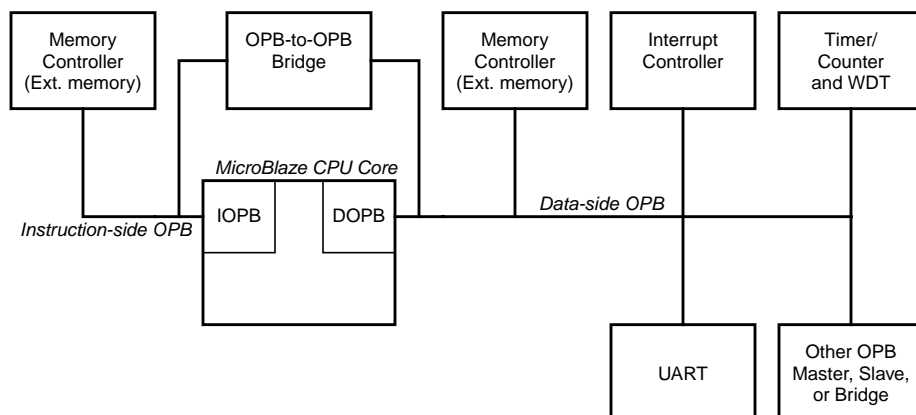 Memory
Controller
(Ext. memory)
OPB-to-OPB
Bridge
Memory
Controller
(Ext. memory)
Interrupt
Controller
Timer/
Counter
and WDT
MicroBlaze CPU Core
IOPB
DOPB
Instruction-side OPB
Data-side OPB
UART
Other OPB
Master, Slave,
or Bridge